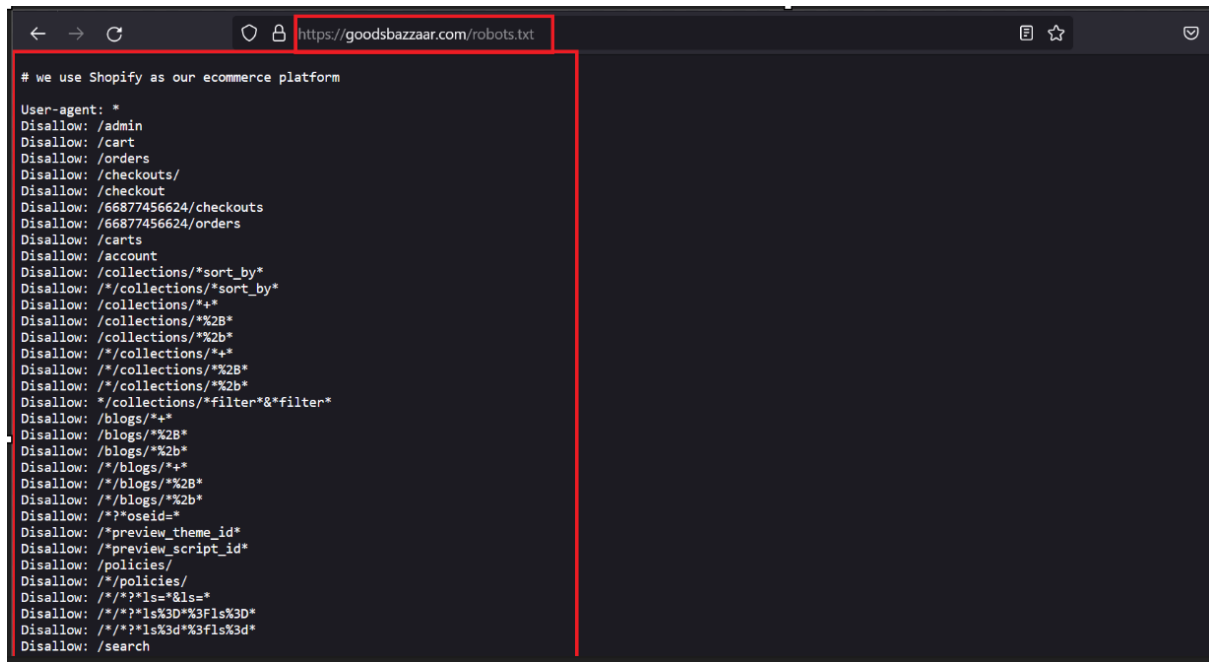 https://goodsbazzaar.com/robots.txt
# we use Shopify as our ecommerce platform
User-agent: *
Disallow: /admin
Disallow: /cart
Disallow: /orders
Disallow: /checkouts/
Disallow: /checkout
Disallow: /66877456624/checkouts
Disallow: /66877456624/orders
Disallow: /carts
Disallow: /account
Disallow: /collections/*sort_by*
Disallow: /*/collections/*sort_by*
Disallow: /collections/*+*
Disallow: /collections/*%2B*
Disallow: /collections/*%2b*
Disallow: /*/collections/*+*
Disallow: /*/collections/*%2B*
Disallow: /*/collections/*%2b*
Disallow: */collections/*filter*&*filter*
Disallow: /blogs/*+*
Disallow: /blogs/*%2B*
Disallow: /blogs/*%2b*
Disallow: /*/blogs/*+*
Disallow: /*/blogs/*%2B*
Disallow: /*/blogs/*%2b*
Disallow: /*?*oseid=*
Disallow: /*preview_theme_id*
Disallow: /*preview_script_id*
Disallow: /policies/
Disallow: /*/policies/
Disallow: /*/*?*ls=*&ls=*
Disallow: /*/*?*ls%3D*%3Fls%3D*
Disallow: /*/*?*ls%3d*%3fls%3d*
Disallow: /search